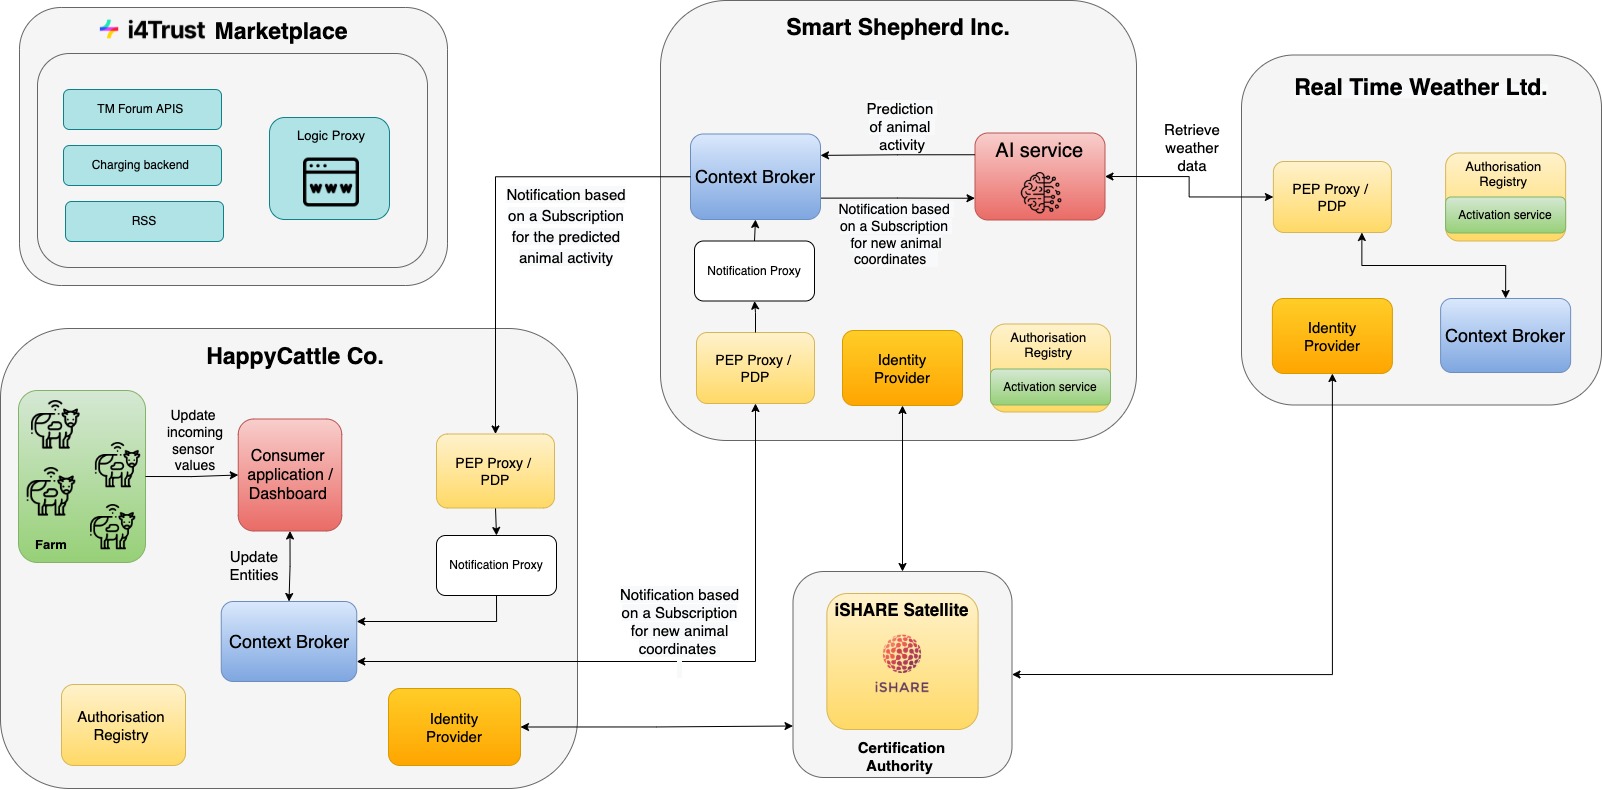 i4Trust Marketplace
TM Forum APIS
Charging backend
RSS
Logic Proxy
WWW
Smart Shepherd Inc.
Prediction
of animal
activity
Context Broker
AI service
Notification based
on a Subscription
for new animal
coordinates
Notification Proxy
PEP Proxy /
PDP
Identity
Provider
Authorisation
Registry
Activation service
Retrieve
weather
data
Real Time Weather Ltd.
PEP Proxy /
PDP
Authorisation
Registry
Activation service
Identity
Provider
Context Broker
Notification based
on a Subscription
for the predicted
animal activity
HappyCattle Co.
Farm
Update
incoming
sensor
values
Consumer
application /
Dashboard
Update
Entities
Context Broker
PEP Proxy /
PDP
Notification Proxy
Authorisation
Registry
Identity
Provider
Notification based
on a Subscription
for new animal
coordinates
iSHARE Satellite
iSHARE
Certification
Authority